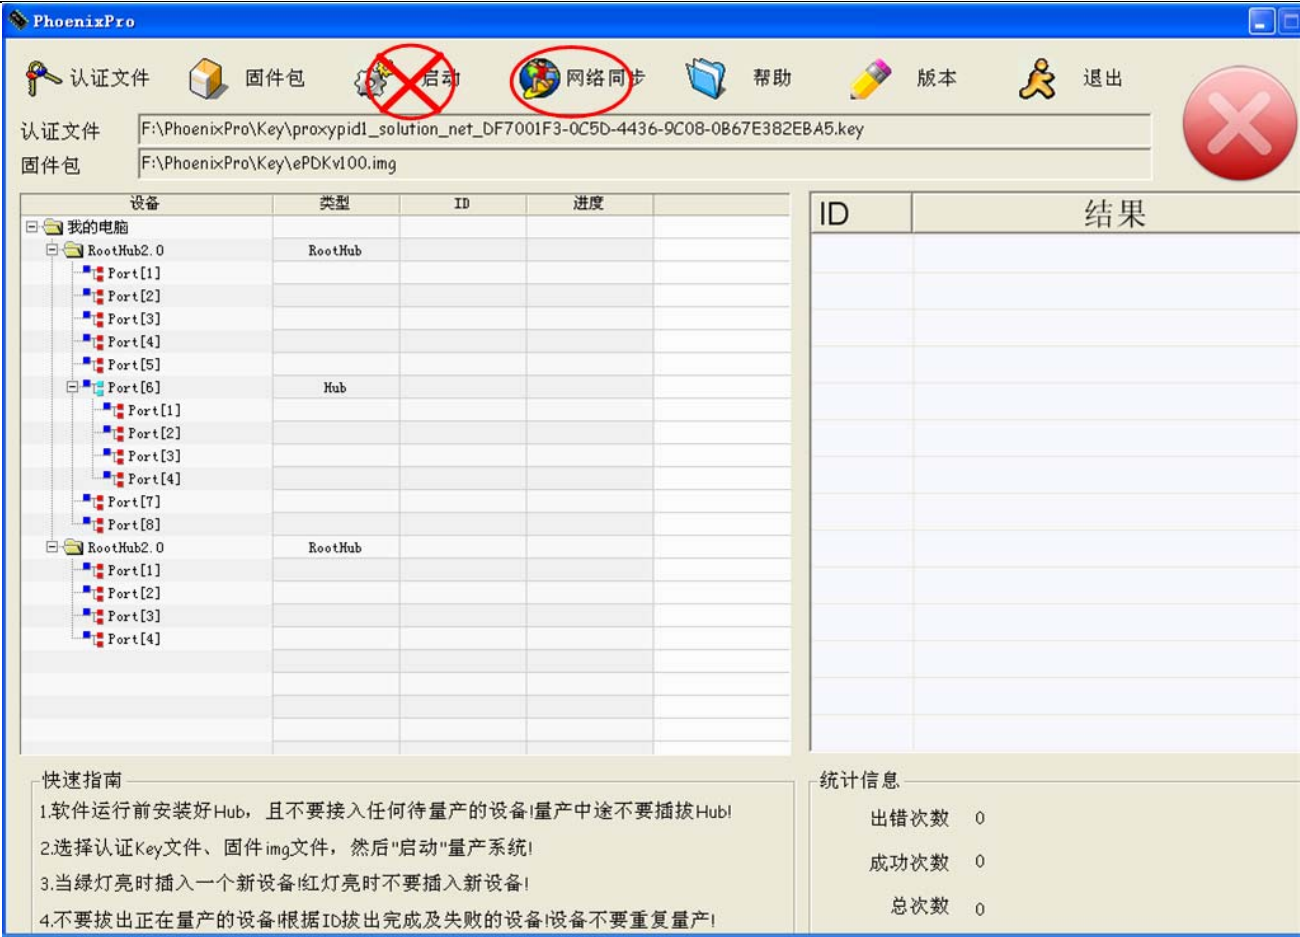 PhoenixPro
认证文件 固件包 启动 网络同步 帮助 版本 退出
认证文件 F:\PhoenixPro\Key\proxypid1_solution_net_DF7001F3-0C5D-4436-9C08-0B67E382EBA5.key
固件包 F:\PhoenixPro\Key\ePDKv100.img
设备 类型 ID 进度
我的电脑
RootHub2.0 RootHub
Port[1]
Port[2]
Port[3]
Port[4]
Port[5]
Port[6] Hub
Port[1]
Port[2]
Port[3]
Port[4]
Port[7]
Port[8]
RootHub2.0 RootHub
Port[1]
Port[2]
Port[3]
Port[4]
ID 结果
快速指南
1.软件运行前安装好Hub，且不要接入任何待量产的设备!量产中途不要插拔Hub!
2.选择认证Key文件、固件img文件，然后"启动"量产系统!
3.当绿灯亮时插入一个新设备!红灯亮时不要插入新设备!
4.不要拔出正在量产的设备!根据ID拔出完成及失败的设备!设备不要重复量产!
统计信息
出错次数 0
成功次数 0
总次数 0